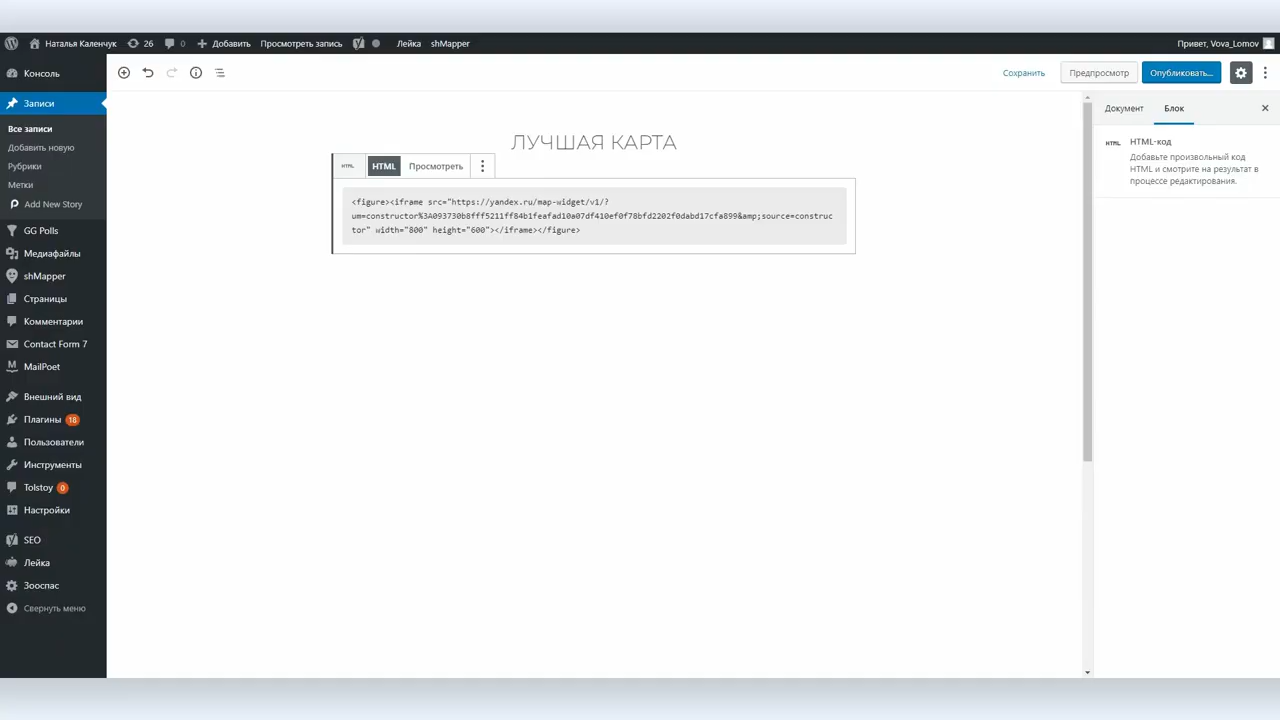 Наталья Каленчук 26 0 Добавить Просмотреть запись Лейка shMapper Привет, Vova_Lomov
Консоль
Записи
Все записи
Добавить новую
Рубрики
Метки
Add New Story
GG Polls
Медиафайлы
shMapper
Страницы
Комментарии
Contact Form 7
MailPoet
Внешний вид
Плагины 18
Пользователи
Инструменты
Tolstoy 0
Настройки
SEO
Лейка
Зооспас
Свернуть меню
Сохранить Предпросмотр Опубликовать...
ЛУЧШАЯ КАРТА
HTML HTML Просмотреть
<figure><iframe src="https://yandex.ru/map-widget/v1/?
um=constructor%3A093730b8fff5211ff84b1feafad10a07df410ef0f78bfd2202f0dabd17cfa899&amp;source=construc
tor" width="800" height="600"></iframe></figure>
Документ Блок
HTML HTML-код
Добавьте произвольный код
HTML и смотрите на результат в
процессе редактирования.